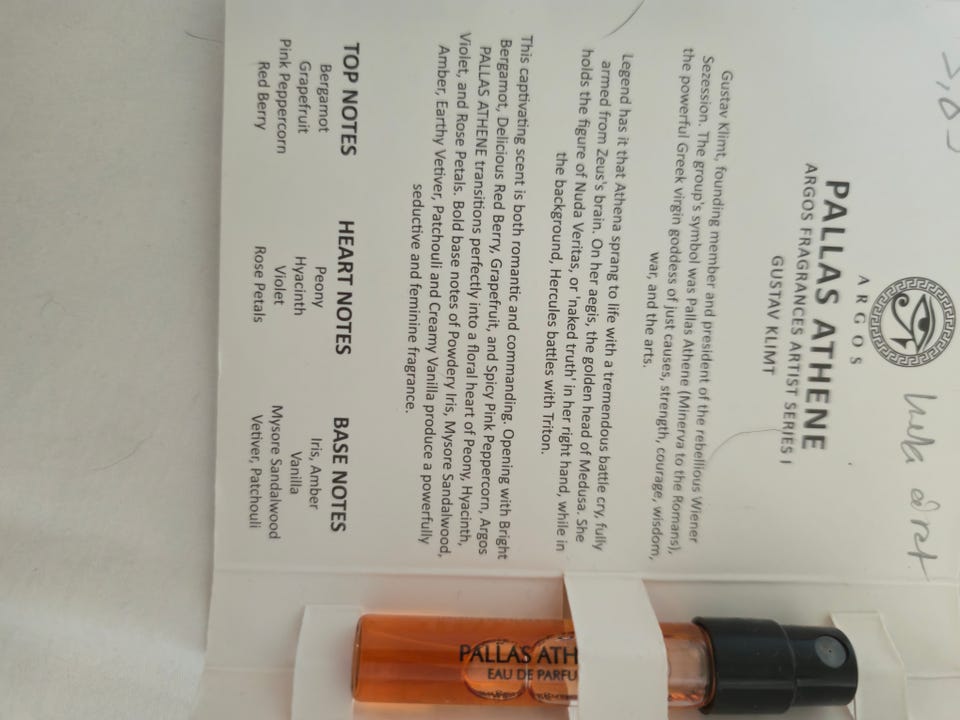 ARGOS
PALLAS ATHENE
ARGOS FRAGRANCES ARTIST SERIES I
GUSTAV KLIMT
Gustav Klimt, founding member and president of the rebellious Wiener
Sezession. The group's symbol was Pallas Athene (Minerva to the Romans),
the powerful Greek virgin goddess of just causes, strength, courage, wisdom,
war, and the arts.
Legend has it that Athena sprang to life with a tremendous battle cry fully
armed from Zeus's brain. On her aegis, the golden head of Medusa. She
holds the figure of Nuda Veritas, or 'naked truth' in her right hand, while in
the background, Hercules battles with Triton.
This captivating scent is both romantic and commanding. Opening with Bright
Bergamot, Delicious Red Berry, Grapefruit, and Spicy Pink Peppercorn, Argos
PALLAS ATHENE transitions perfectly into a floral heart of Peony, Hyacinth,
Violet, and Rose Petals. Bold base notes of Powdery Iris, Mysore Sandalwood,
Amber, Earthy Vetiver, Patchouli and Creamy Vanilla produce a powerfully
seductive and feminine fragrance.
TOP NOTES
Bergamot
Grapefruit
Pink Peppercorn
Red Berry
HEART NOTES
Peony
Hyacinth
Violet
Rose Petals
BASE NOTES
Iris, Amber
Vanilla
Mysore Sandalwood
Vetiver, Patchouli
PALLAS ATH
EAU DE PARFU